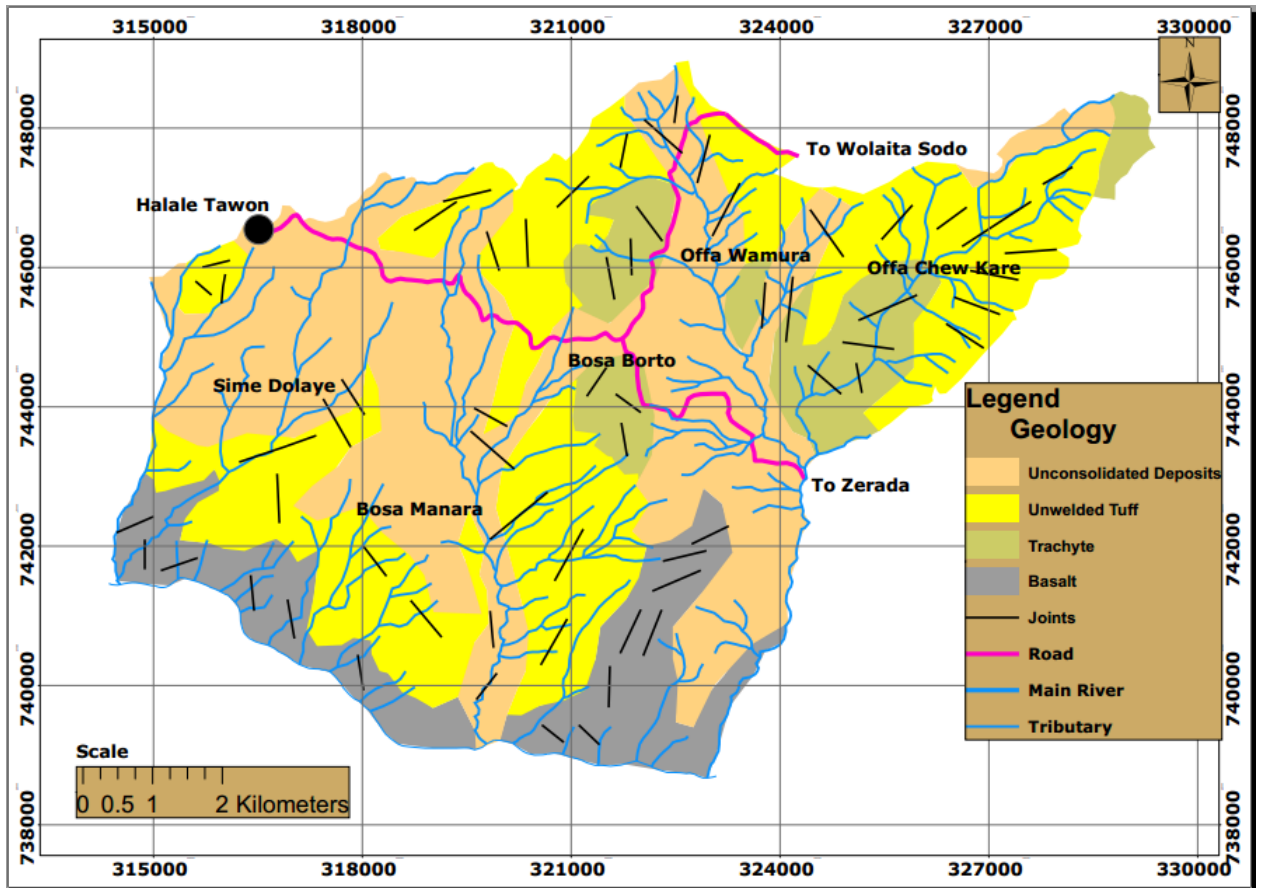 315000 318000 321000 324000 327000 330000
N
748000 748000
To Wolaita Sodo
Halale Tawon
746000 746000
Offa Wamura
Offa Chew Kare
Bosa Borto
744000 744000
Sime Dolaye
Legend
Geology
Unconsolidated Deposits
To Zerada
Bosa Manara
Unwelded Tuff
742000 742000
Trachyte
Basalt
Joints
Road
740000 740000
Main River
Tributary
Scale
0 0.5 1 2 Kilometers
738000 738000
315000 318000 321000 324000 327000 330000